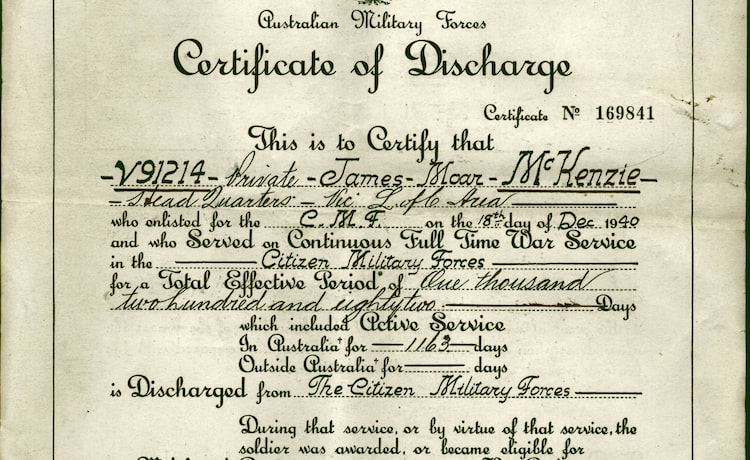 Australian Military Forces
Certificate of Discharge
Certificate Nº 169841
This is to Certify that
-V91214- Private -James- Moar- McKenzie-
- Head Quarters - Vic L of C Area
who enlisted for the C.M.F. on the 18th day of Dec 1940
and who Served on Continuous Full Time War Service
in the Citizen Military Forces
for a Total Effective Period of One thousand
two hundred and eighty two Days
which included Active Service
In Australia† for 1163 days
Outside Australia† for days
is Discharged from The Citizen Military Forces
During that service, or by virtue of that service, the
soldier was awarded, or became eligible for